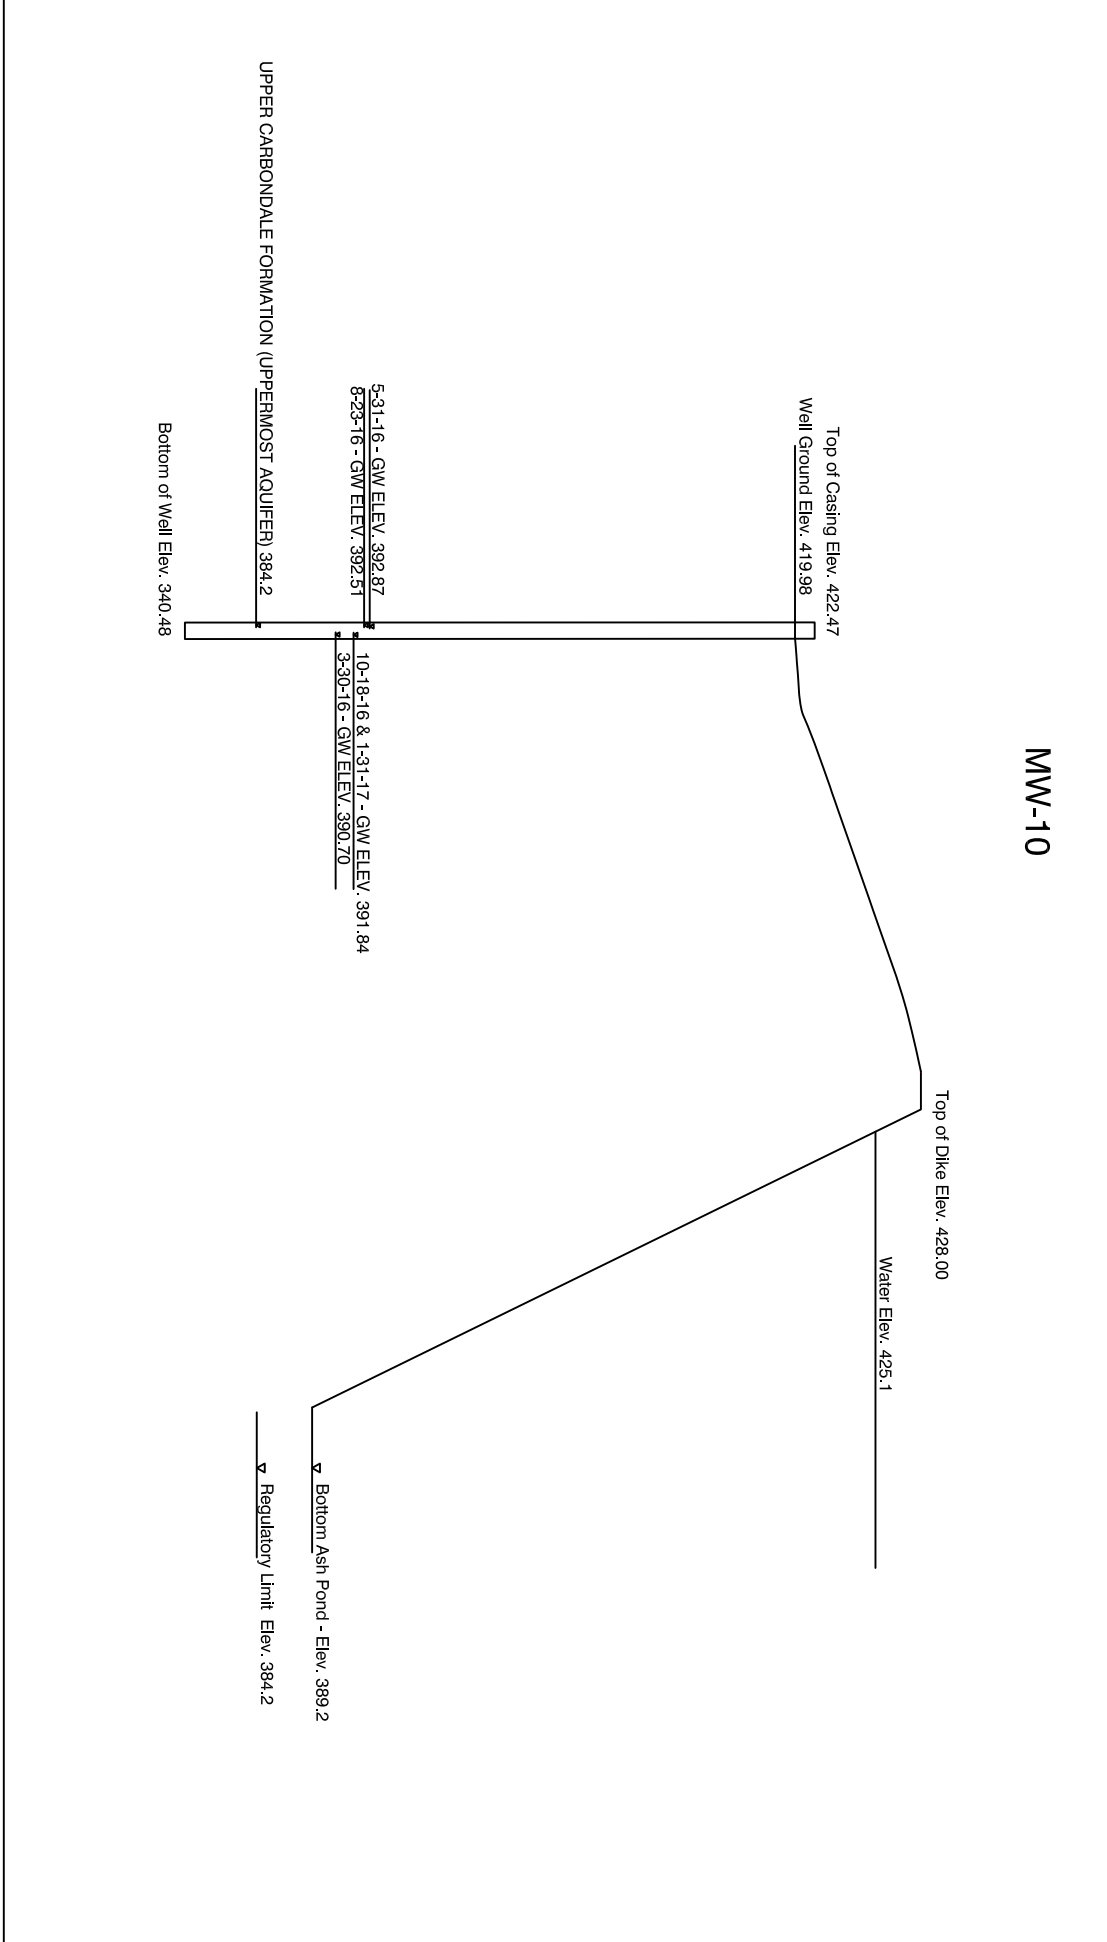 MW-10
Top of Dike Elev. 428.00
Water Elev. 425.1
Top of Casing Elev. 422.47
Well Ground Elev. 419.98
5-31-16 - GW ELEV. 392.87
8-23-16 - GW ELEV. 392.51
10-18-16 & 1-31-17 - GW ELEV. 391.84
3-30-16 - GW ELEV. 390.70
Bottom Ash Pond - Elev. 389.2
UPPER CARBONDALE FORMATION (UPPERMOST AQUIFER) 384.2
Regulatory Limit Elev. 384.2
Bottom of Well Elev. 340.48